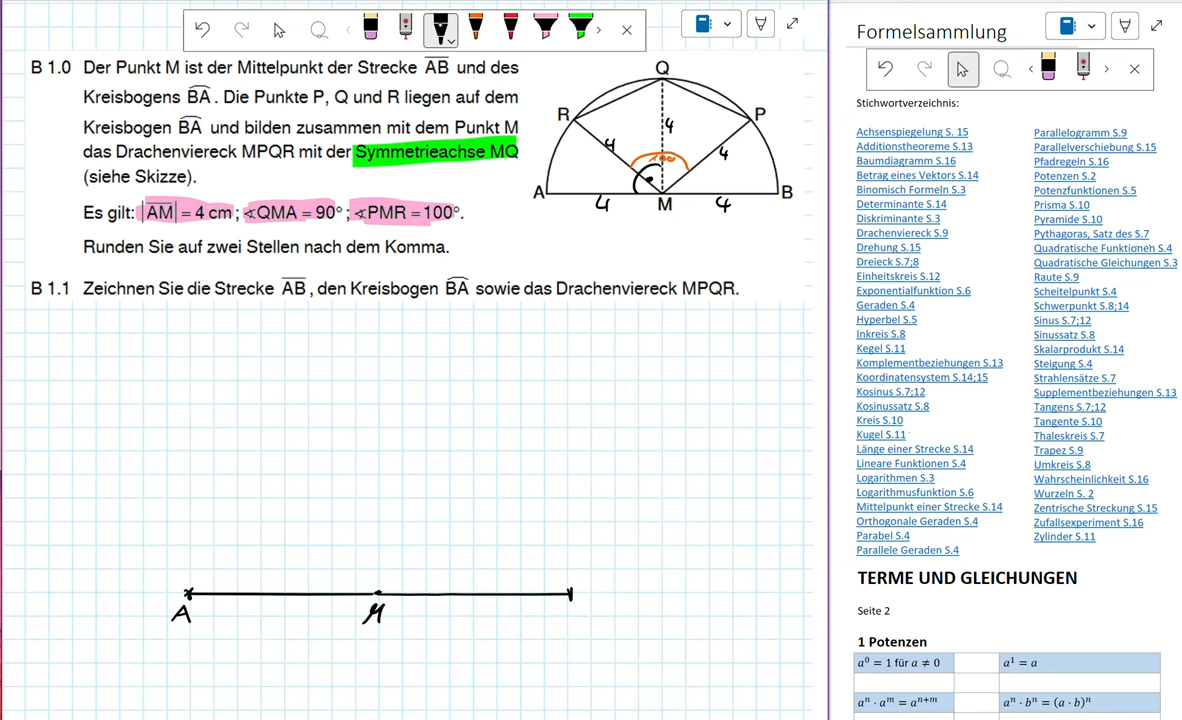 Formelsammlung
B 1.0 Der Punkt M ist der Mittelpunkt der Strecke AB und des
Kreisbogens BA. Die Punkte P, Q und R liegen auf dem
Kreisbogen BA und bilden zusammen mit dem Punkt M
das Drachenviereck MPQR mit der Symmetrieachse MQ
(siehe Skizze).
Es gilt: |AM| = 4 cm; ∢QMA = 90°; ∢PMR = 100°.
Runden Sie auf zwei Stellen nach dem Komma.
Q
R
P
4
4
4
100
A
M
B
4
4
B 1.1 Zeichnen Sie die Strecke AB, den Kreisbogen BA sowie das Drachenviereck MPQR.
A
M
Stichwortverzeichnis:
Achsenspiegelung S. 15
Additionstheoreme S.13
Baumdiagramm S.16
Betrag eines Vektors S.14
Binomisch Formeln S.3
Determinante S.14
Diskriminante S.3
Drachenviereck S.9
Drehung S.15
Dreieck S.7;8
Einheitskreis S.12
Exponentialfunktion S.6
Geraden S.4
Hyperbel S.5
Inkreis S.8
Kegel S.11
Komplementbeziehungen S.13
Koordinatensystem S.14;15
Kosinus S.7;12
Kosinussatz S.8
Kreis S.10
Kugel S.11
Länge einer Strecke S.14
Lineare Funktionen S.4
Logarithmen S.3
Logarithmusfunktion S.6
Mittelpunkt einer Strecke S.14
Orthogonale Geraden S.4
Parabel S.4
Parallele Geraden S.4
Parallelogramm S.9
Parallelverschiebung S.15
Pfadregeln S.16
Potenzen S.2
Potenzfunktionen S.5
Prisma S.10
Pyramide S.10
Pythagoras, Satz des S.7
Quadratische Funktionen S.4
Quadratische Gleichungen S.3
Raute S.9
Scheitelpunkt S.4
Schwerpunkt S.8;14
Sinus S.7;12
Sinussatz S.8
Skalarprodukt S.14
Steigung S.4
Strahlensätze S.7
Supplementbeziehungen S.13
Tangens S.7;12
Tangente S.10
Thaleskreis S.7
Trapez S.9
Umkreis S.8
Wahrscheinlichkeit S.16
Wurzeln S. 2
Zentrische Streckung S.15
Zufallsexperiment S.16
Zylinder S.11
TERME UND GLEICHUNGEN
Seite 2
1 Potenzen
a⁰ = 1 für a ≠ 0
a¹ = a
aⁿ · aᵐ = aⁿ⁺ᵐ
aⁿ · bⁿ = (a · b)ⁿ